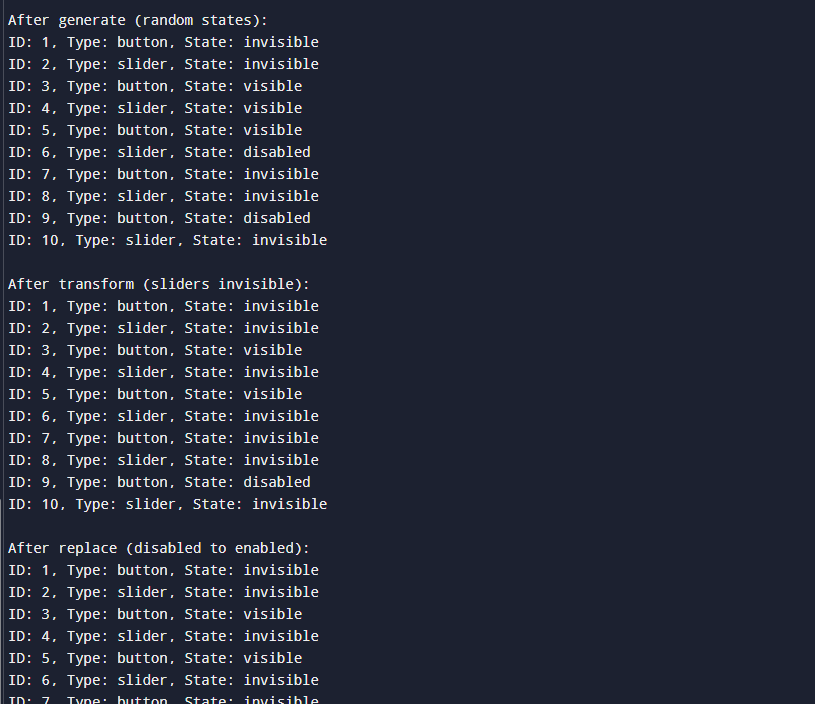 After generate (random states):
ID: 1, Type: button, State: invisible
ID: 2, Type: slider, State: invisible
ID: 3, Type: button, State: visible
ID: 4, Type: slider, State: visible
ID: 5, Type: button, State: visible
ID: 6, Type: slider, State: disabled
ID: 7, Type: button, State: invisible
ID: 8, Type: slider, State: invisible
ID: 9, Type: button, State: disabled
ID: 10, Type: slider, State: invisible
After transform (sliders invisible):
ID: 1, Type: button, State: invisible
ID: 2, Type: slider, State: invisible
ID: 3, Type: button, State: visible
ID: 4, Type: slider, State: invisible
ID: 5, Type: button, State: visible
ID: 6, Type: slider, State: invisible
ID: 7, Type: button, State: invisible
ID: 8, Type: slider, State: invisible
ID: 9, Type: button, State: disabled
ID: 10, Type: slider, State: invisible
After replace (disabled to enabled):
ID: 1, Type: button, State: invisible
ID: 2, Type: slider, State: invisible
ID: 3, Type: button, State: visible
ID: 4, Type: slider, State: invisible
ID: 5, Type: button, State: visible
ID: 6, Type: slider, State: invisible
ID: 7, Type: button, State: invisible